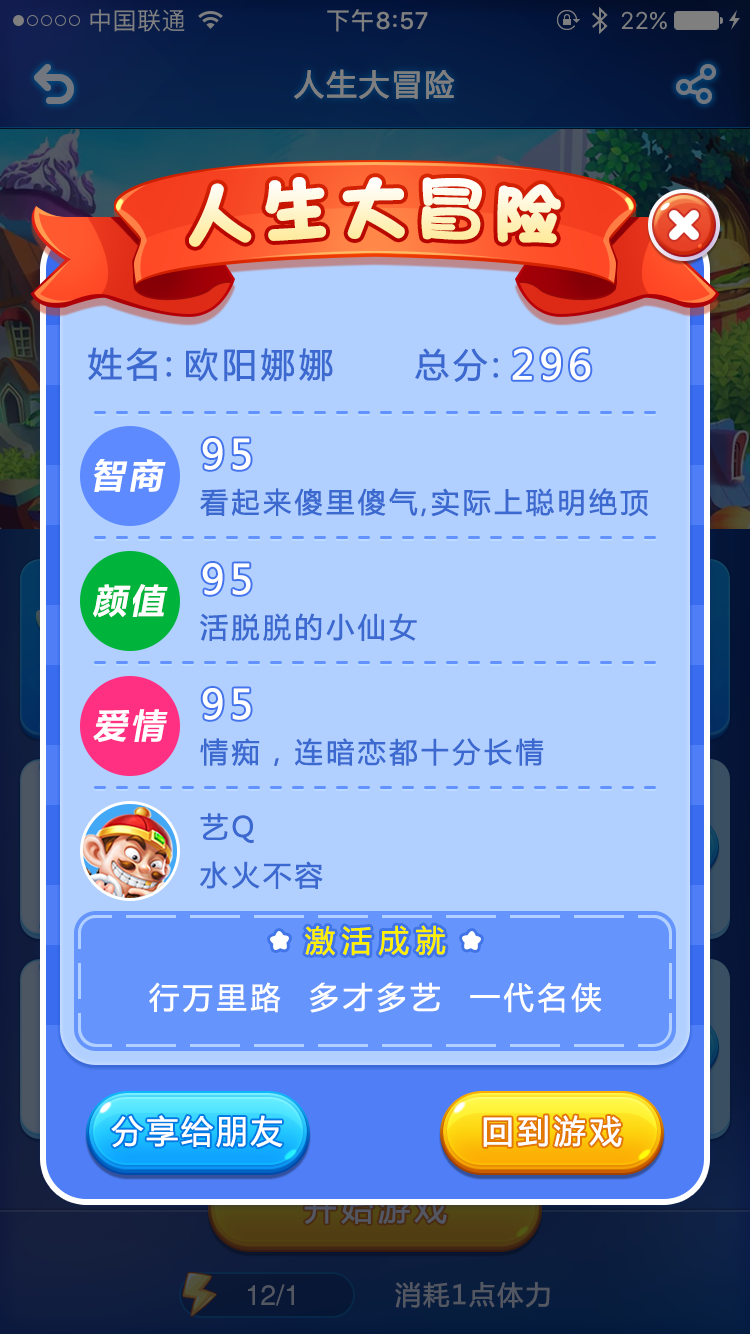 中国联通 下午8:57 22%
人生大冒险
人生大冒险
姓名: 欧阳娜娜 总分: 296
智商 95
看起来傻里傻气,实际上聪明绝顶
颜值 95
活脱脱的小仙女
爱情 95
情痴，连暗恋都十分长情
艺Q
水火不容
激活成就
行万里路 多才多艺 一代名侠
分享给朋友 回到游戏
开始游戏
12/1 消耗1点体力